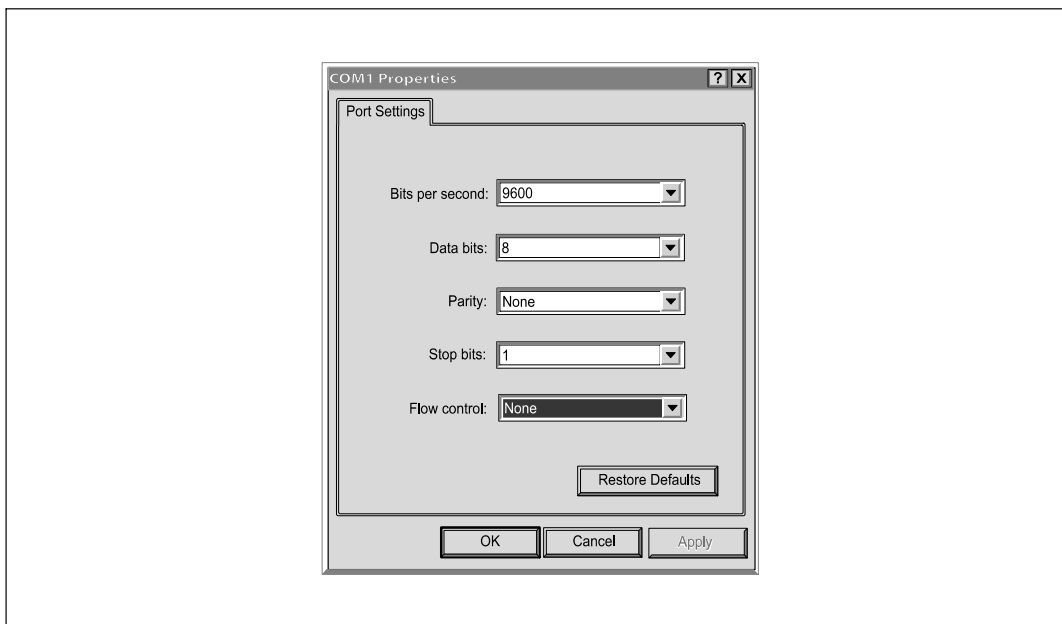 COM1 Properties
? X
Port Settings
Bits per second: 9600
Data bits: 8
Parity: None
Stop bits: 1
Flow control: None
Restore Defaults
OK Cancel Apply